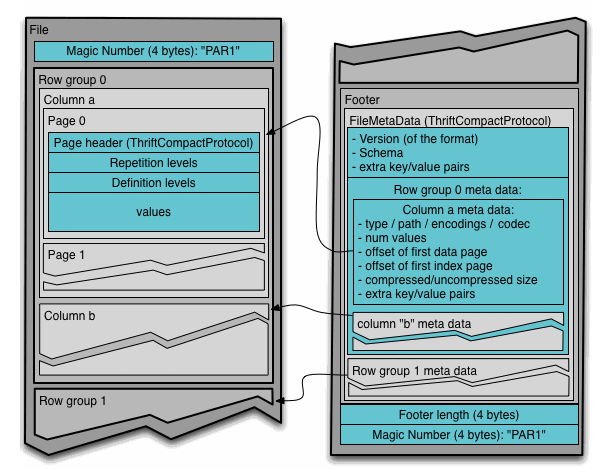 File
Magic Number (4 bytes): "PAR1"
Row group 0
Column a
Page 0
Page header (ThriftCompactProtocol)
Repetition levels
Definition levels
values
Page 1
Column b
Row group 1
Footer
FileMetaData (ThriftCompactProtocol)
- Version (of the format)
- Schema
- extra key/value pairs
Row group 0 meta data:
Column a meta data:
- type / path / encodings / codec
- num values
- offset of first data page
- offset of first index page
- compressed/uncompressed size
- extra key/value pairs
column "b" meta data
Row group 1 meta data
Footer length (4 bytes)
Magic Number (4 bytes): "PAR1"